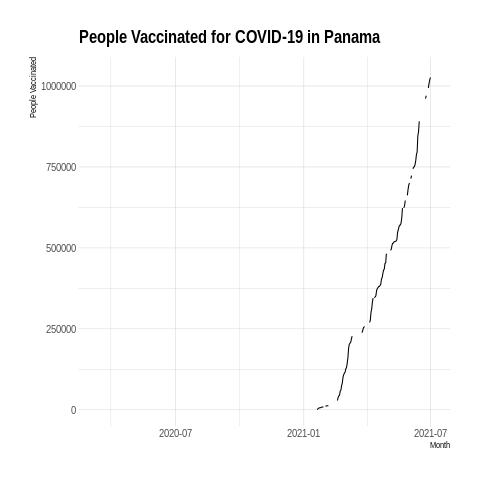 People Vaccinated for COVID-19 in Panama
People Vaccinated
1000000
750000
500000
250000
0
2020-07 2021-01 2021-07
Month